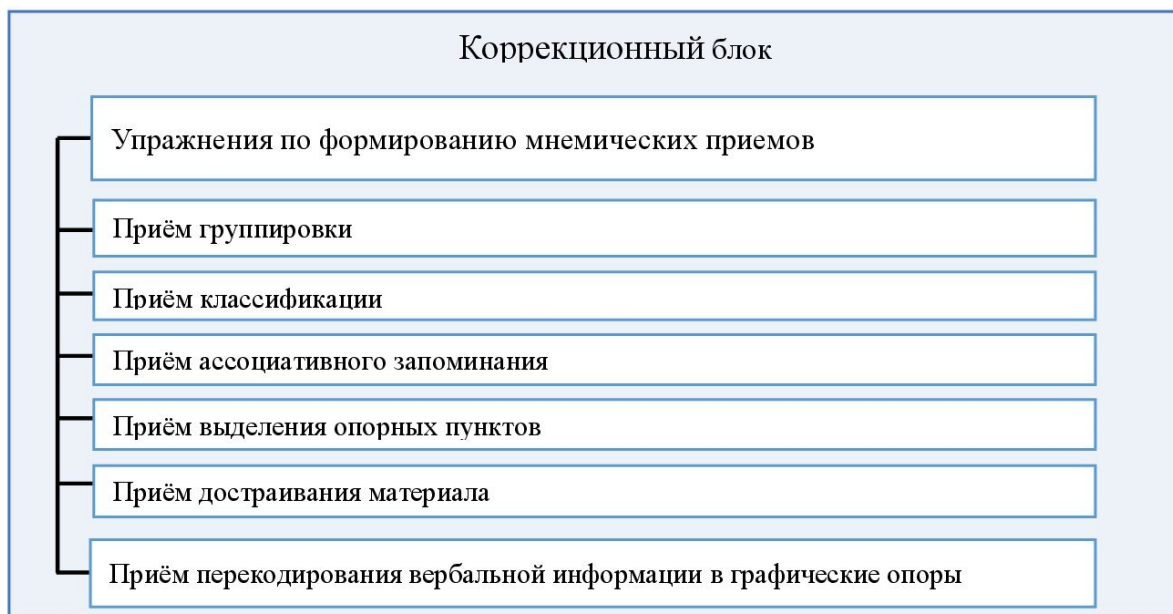 Коррекционный блок
Упражнения по формированию мнемических приемов
Приём группировки
Приём классификации
Приём ассоциативного запоминания
Приём выделения опорных пунктов
Приём достраивания материала
Приём перекодирования вербальной информации в графические опоры